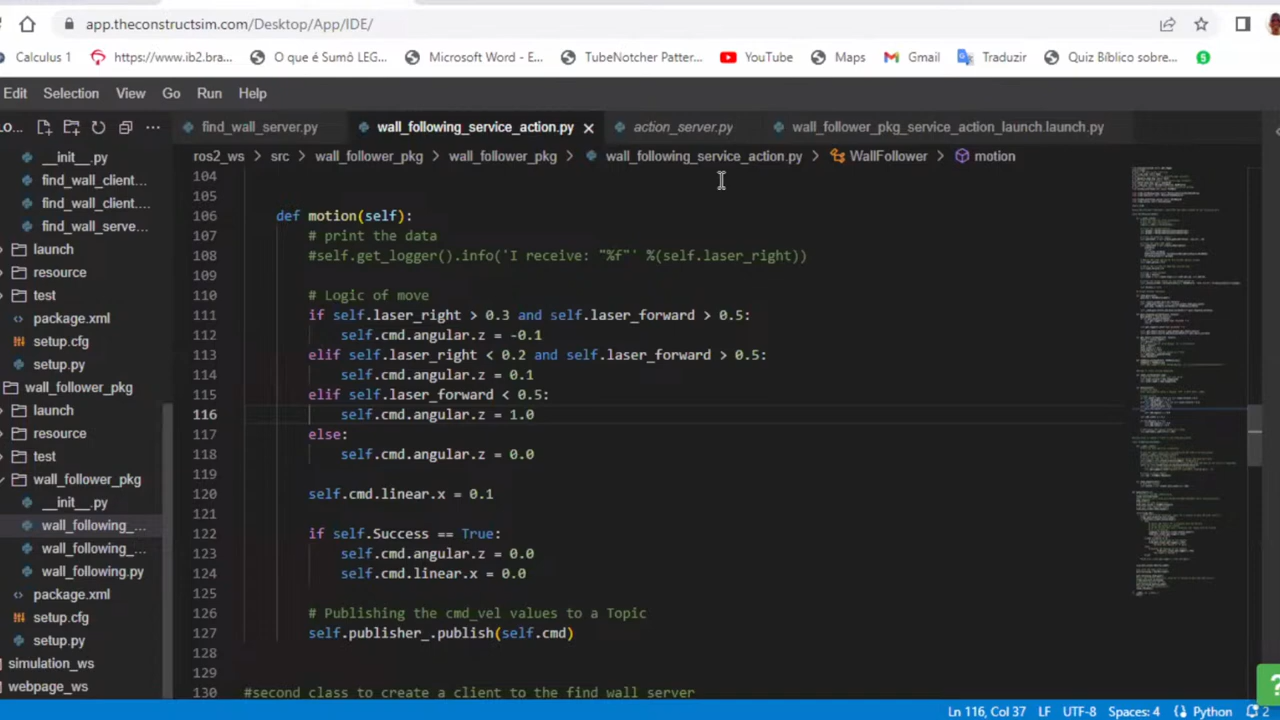 app.theconstructsim.com/Desktop/App/IDE/
Calculus 1 https://www.ib2.bra... O que é Sumô LEG... Microsoft Word - E... TubeNotcher Patter... YouTube Maps Gmail Traduzir Quiz Bíblico sobre... 5
Edit Selection View Go Run Help
LO... ... find_wall_server.py wall_following_service_action.py action_server.py wall_follower_pkg_service_action_launch.launch.py
ros2_ws > src > wall_follower_pkg > wall_follower_pkg > wall_following_service_action.py > WallFollower > motion
__init__.py
find_wall_client...
find_wall_client...
find_wall_serve...
launch
resource
test
package.xml
setup.cfg
setup.py
wall_follower_pkg
launch
resource
test
wall_follower_pkg
__init__.py
wall_following_...
wall_following_...
wall_following.py
package.xml
setup.cfg
setup.py
simulation_ws
webpage_ws
104
105
106 def motion(self):
107 # print the data
108 #self.get_logger().info('I receive: "%f"' %(self.laser_right))
109
110 # Logic of move
111 if self.laser_right > 0.3 and self.laser_forward > 0.5:
112 self.cmd.angular.z = -0.1
113 elif self.laser_right < 0.2 and self.laser_forward > 0.5:
114 self.cmd.angular.z = 0.1
115 elif self.laser_forward < 0.5:
116 self.cmd.angular.z = 1.0
117 else:
118 self.cmd.angular.z = 0.0
119
120 self.cmd.linear.x = 0.1
121
122 if self.Success == True:
123 self.cmd.angular.z = 0.0
124 self.cmd.linear.x = 0.0
125
126 # Publishing the cmd_vel values to a Topic
127 self.publisher_.publish(self.cmd)
128
129
130 #second class to create a client to the find wall server
Ln 116, Col 37 LF UTF-8 Spaces: 4 Python 2
?